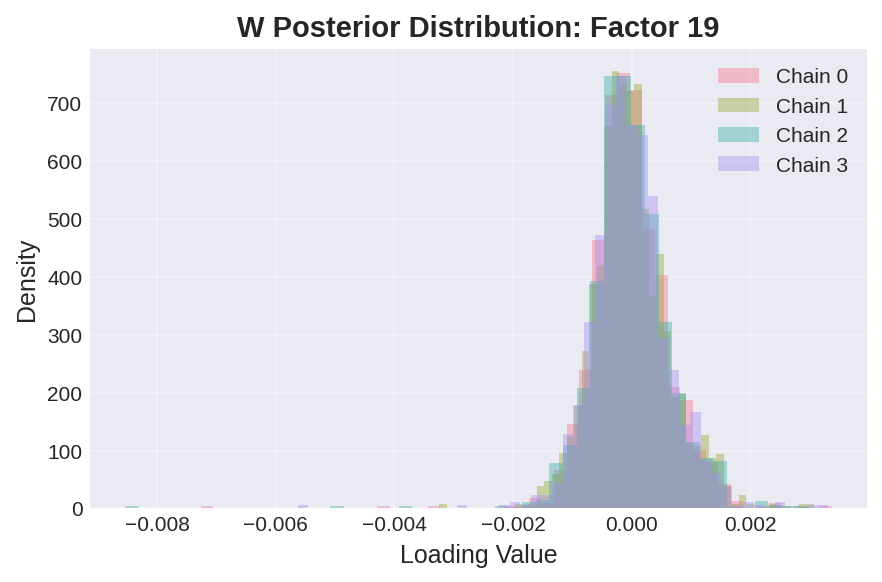 W Posterior Distribution: Factor 19
Chain 0
Chain 1
Chain 2
Chain 3
700
600
500
400
300
200
100
0
Density
−0.008
−0.006
−0.004
−0.002
0.000
0.002
Loading Value